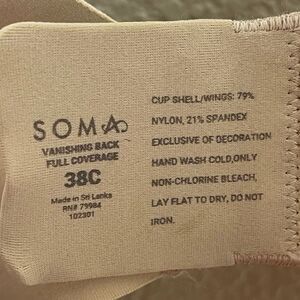 SOMA
VANISHING BACK
FULL COVERAGE
38C
Made in Sri Lanka
RN# 79984
102301
CUP SHELL/WINGS: 79%
NYLON, 21% SPANDEX
EXCLUSIVE OF DECORATION
HAND WASH COLD,ONLY
NON-CHLORINE BLEACH,
LAY FLAT TO DRY, DO NOT
IRON.